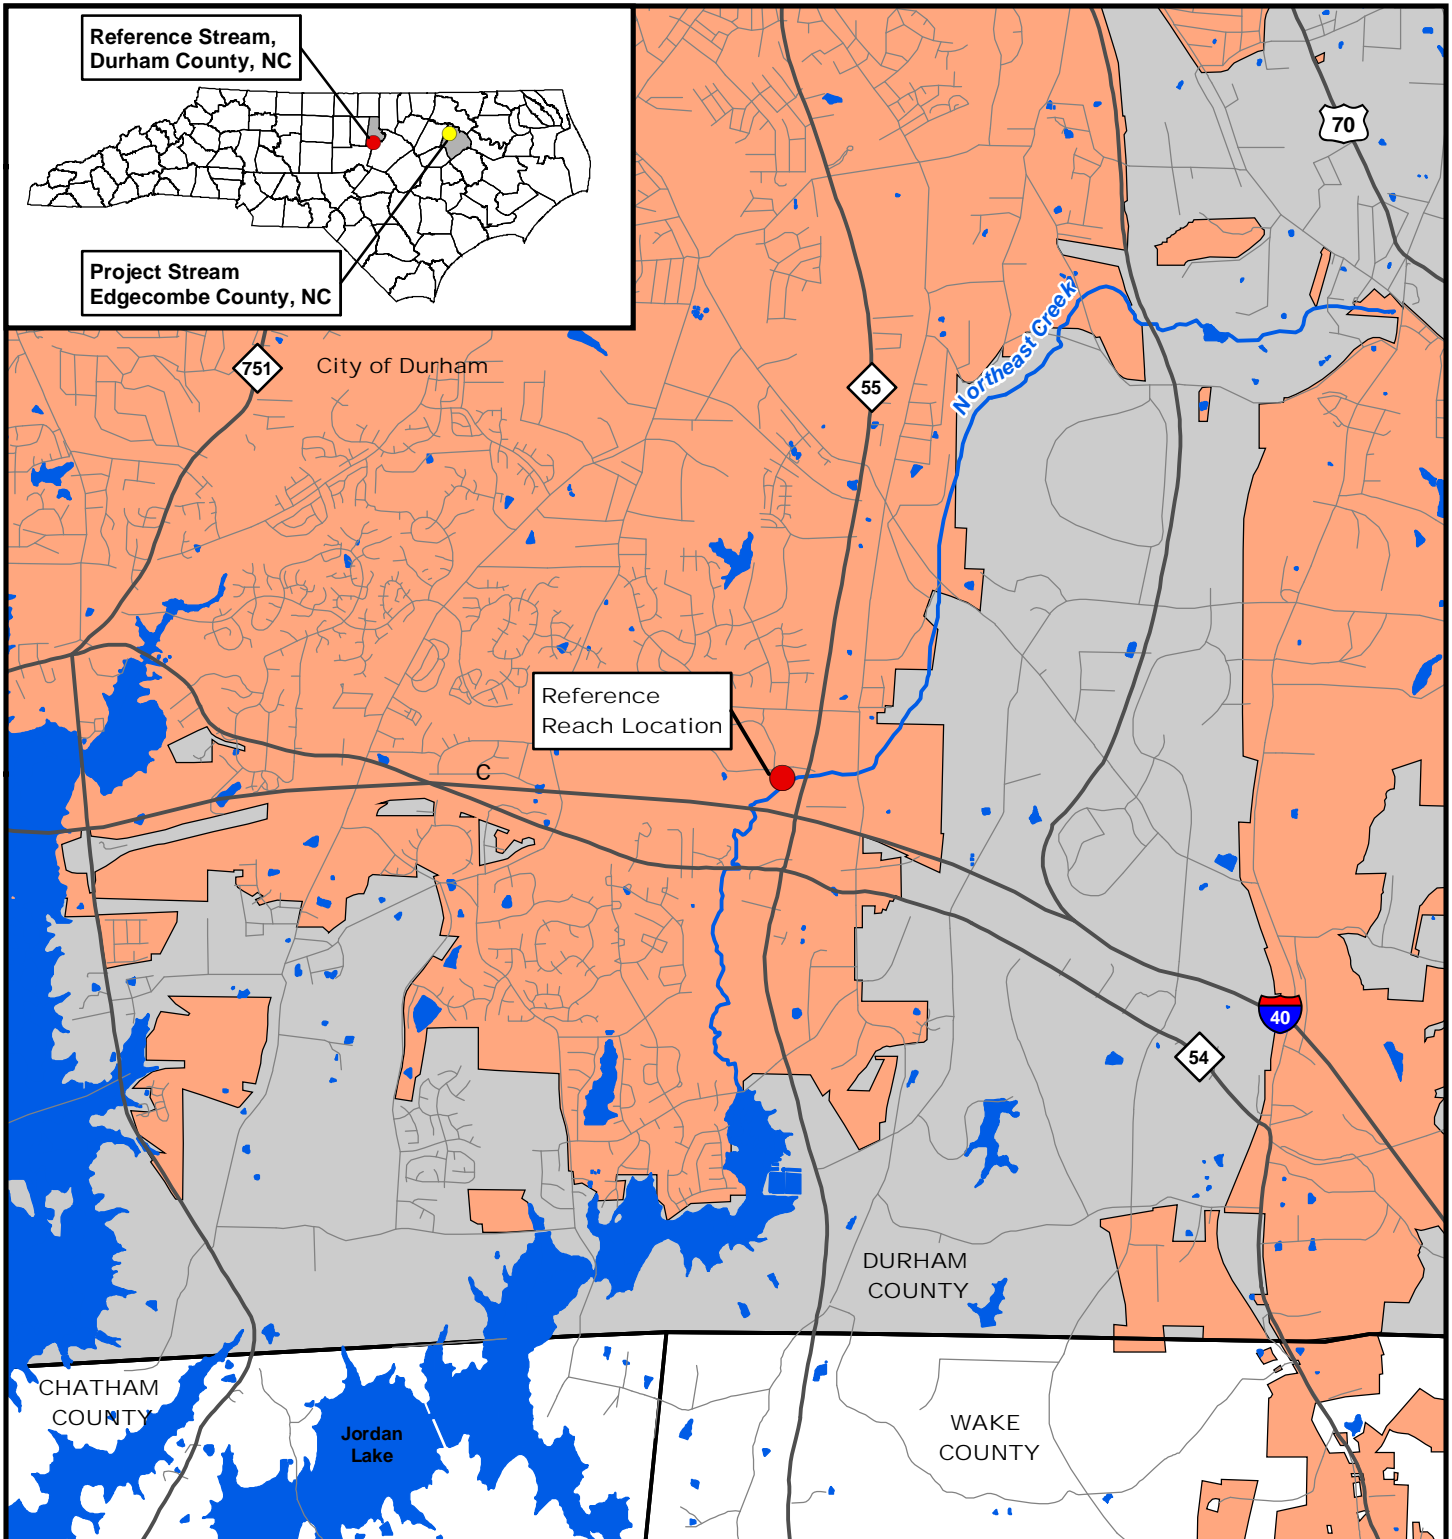 Reference Stream,
Durham County, NC
Project Stream
Edgecombe County, NC
70
751
City of Durham
55
Northeast Creek
Reference
Reach Location
C
40
54
DURHAM
COUNTY
CHATHAM
COUNTY
Jordan
Lake
WAKE
COUNTY